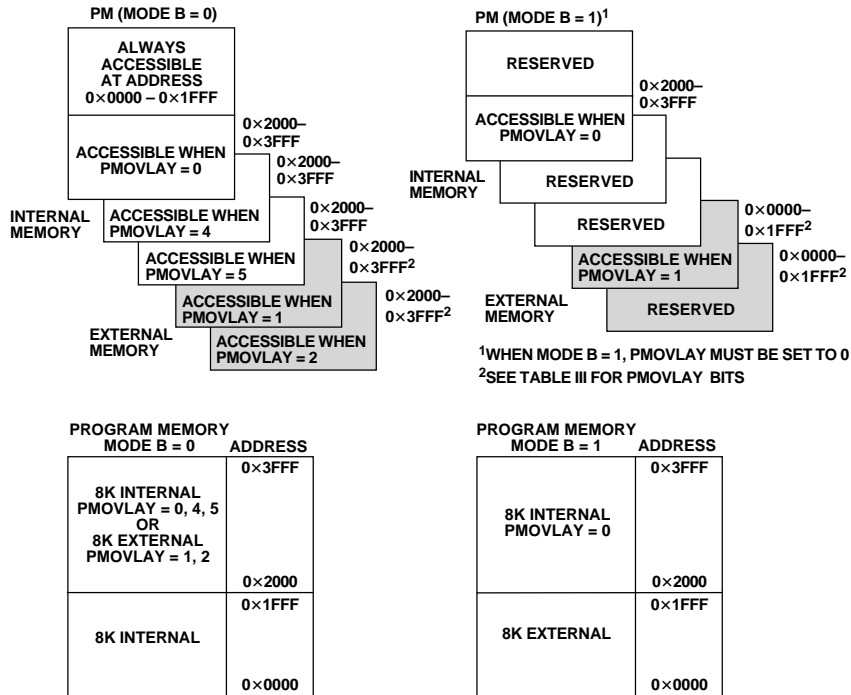 PM (MODE B = 0)
ALWAYS
ACCESSIBLE
AT ADDRESS
0×0000 – 0×1FFF
ACCESSIBLE WHEN
PMOVLAY = 0
0×2000–
0×3FFF
0×2000–
0×3FFF
INTERNAL
MEMORY
ACCESSIBLE WHEN
PMOVLAY = 4
0×2000–
0×3FFF
ACCESSIBLE WHEN
PMOVLAY = 5
0×2000–
0×3FFF²
ACCESSIBLE WHEN
PMOVLAY = 1
0×2000–
0×3FFF²
EXTERNAL
MEMORY
ACCESSIBLE WHEN
PMOVLAY = 2
PM (MODE B = 1)¹
RESERVED
0×2000–
0×3FFF
ACCESSIBLE WHEN
PMOVLAY = 0
INTERNAL
MEMORY
RESERVED
RESERVED
0×0000–
0×1FFF²
ACCESSIBLE WHEN
PMOVLAY = 1
0×0000–
0×1FFF²
EXTERNAL
MEMORY
RESERVED
¹WHEN MODE B = 1, PMOVLAY MUST BE SET TO 0
²SEE TABLE III FOR PMOVLAY BITS
PROGRAM MEMORY
MODE B = 0 ADDRESS
0×3FFF
8K INTERNAL
PMOVLAY = 0, 4, 5
OR
8K EXTERNAL
PMOVLAY = 1, 2
0×2000
0×1FFF
8K INTERNAL
0×0000
PROGRAM MEMORY
MODE B = 1 ADDRESS
0×3FFF
8K INTERNAL
PMOVLAY = 0
0×2000
0×1FFF
8K EXTERNAL
0×0000